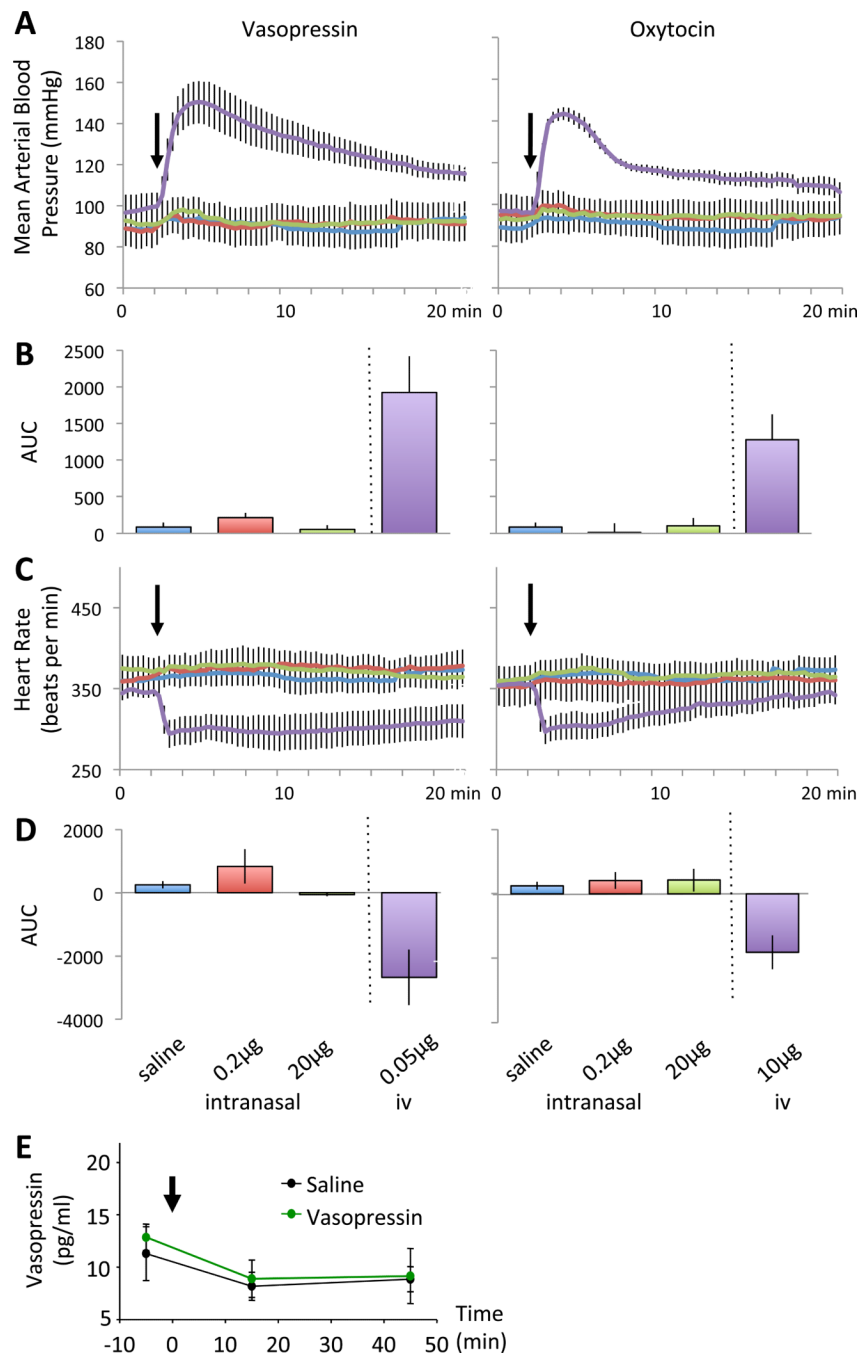 A
Vasopressin
Oxytocin
Mean Arterial Blood
Pressure (mmHg)
180
160
140
120
100
80
60
0
10
20 min
0
10
20 min
B
AUC
2500
2000
1500
1000
500
0
C
Heart Rate
(beats per min)
450
350
250
0
10
20 min
0
10
20 min
D
AUC
2000
0
-2000
-4000
saline
0.2µg
20µg
0.05µg
intranasal
iv
saline
0.2µg
20µg
10µg
intranasal
iv
E
Vasopressin
(pg/ml)
20
15
10
5
Saline
Vasopressin
-10
0
10
20
30
40
50
Time
(min)